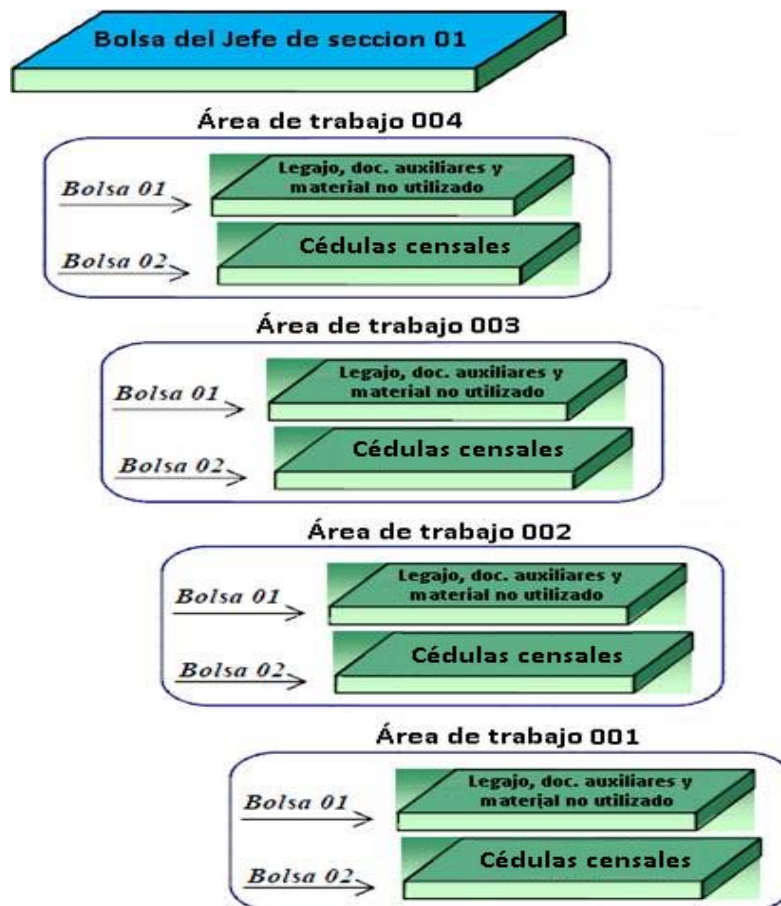 Bolsa del Jefe de seccion 01
Área de trabajo 004
Bolsa 01
Legajo, doc. auxiliares y
material no utilizado
Bolsa 02
Cédulas censales
Área de trabajo 003
Bolsa 01
Legajo, doc. auxiliares y
material no utilizado
Bolsa 02
Cédulas censales
Área de trabajo 002
Bolsa 01
Legajo, doc. auxiliares y
material no utilizado
Bolsa 02
Cédulas censales
Área de trabajo 001
Bolsa 01
Legajo, doc. auxiliares y
material no utilizado
Bolsa 02
Cédulas censales